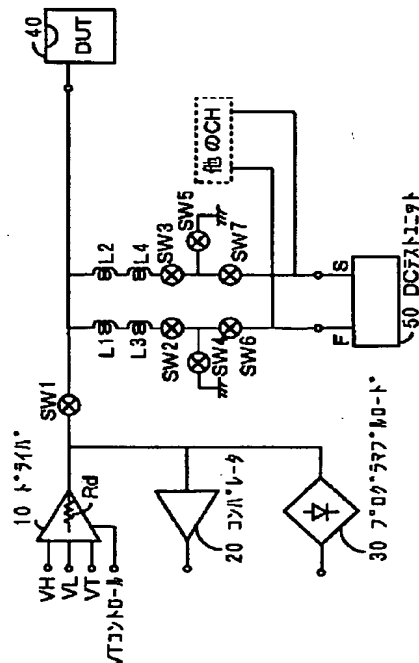 40
DUT
L2
L4
SW3
SW5
SW7
他のCH
L1
L3
SW2
SW4
SW6
F
S
50 DCテストユニット
SW1
10 ドライバ
Rd
VH
VL
VT
VTコントロール
20 コンパレータ
30 プログラマブルロード